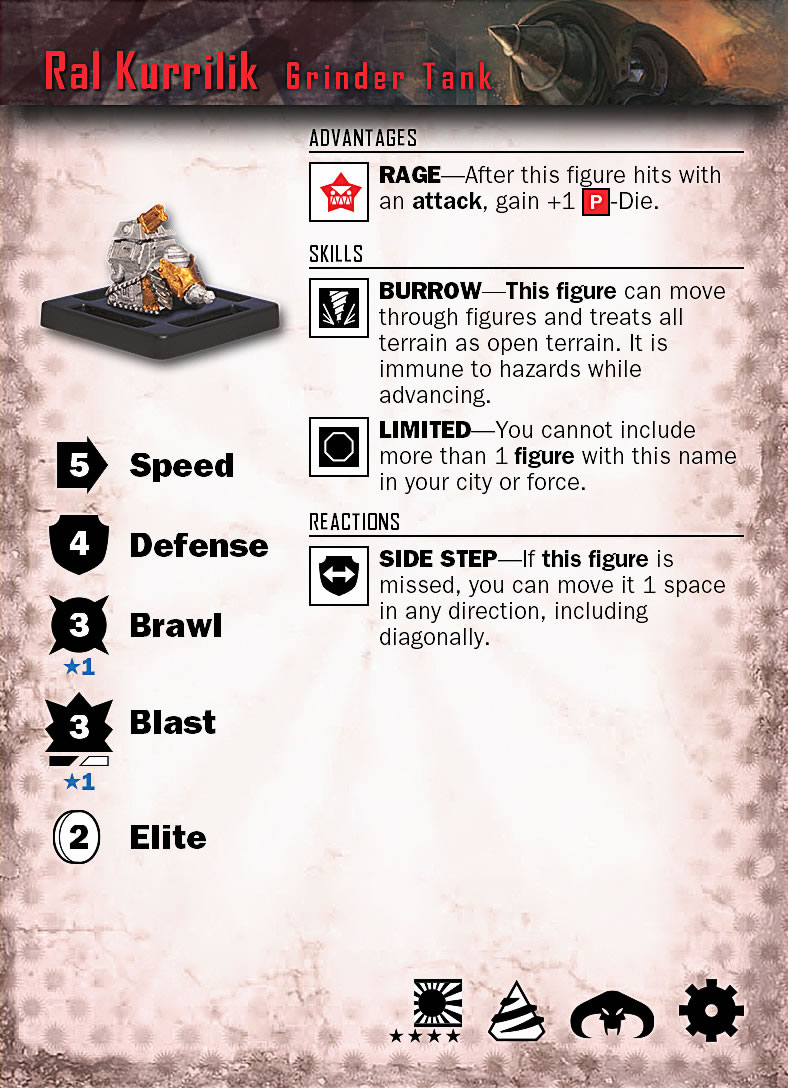 Ral Kurrilik Grinder Tank
ADVANTAGES
RAGE—After this figure hits with
an attack, gain +1 P-Die.
SKILLS
BURROW—This figure can move
through figures and treats all
terrain as open terrain. It is
immune to hazards while
advancing.
LIMITED—You cannot include
more than 1 figure with this name
in your city or force.
REACTIONS
SIDE STEP—If this figure is
missed, you can move it 1 space
in any direction, including
diagonally.
5 Speed
4 Defense
3 Brawl
★1
3 Blast
★1
2 Elite
★★★★